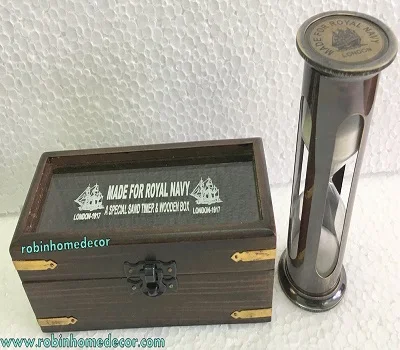 MADE FOR ROYAL NAVY
LONDON
MADE FOR ROYAL NAVY
A SPECIAL SAND TIMER & WOODEN BOX
LONDON-1917
LONDON-1917
robinhomedecor
www.robinhomedecor.com/